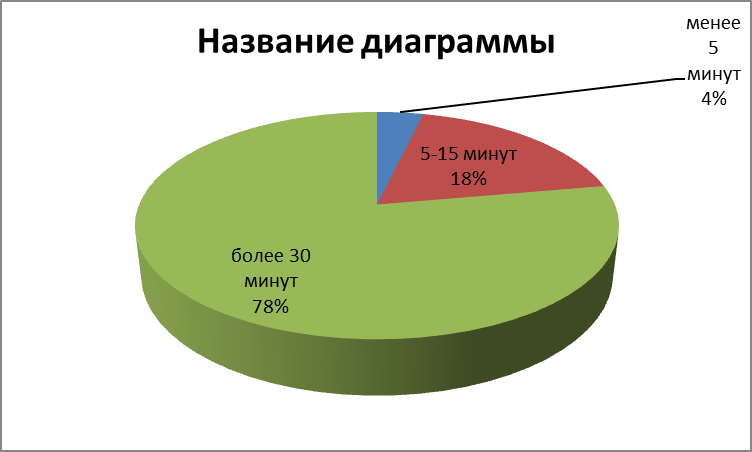 Название диаграммы
менее
5
минут
4%
5-15 минут
18%
более 30
минут
78%